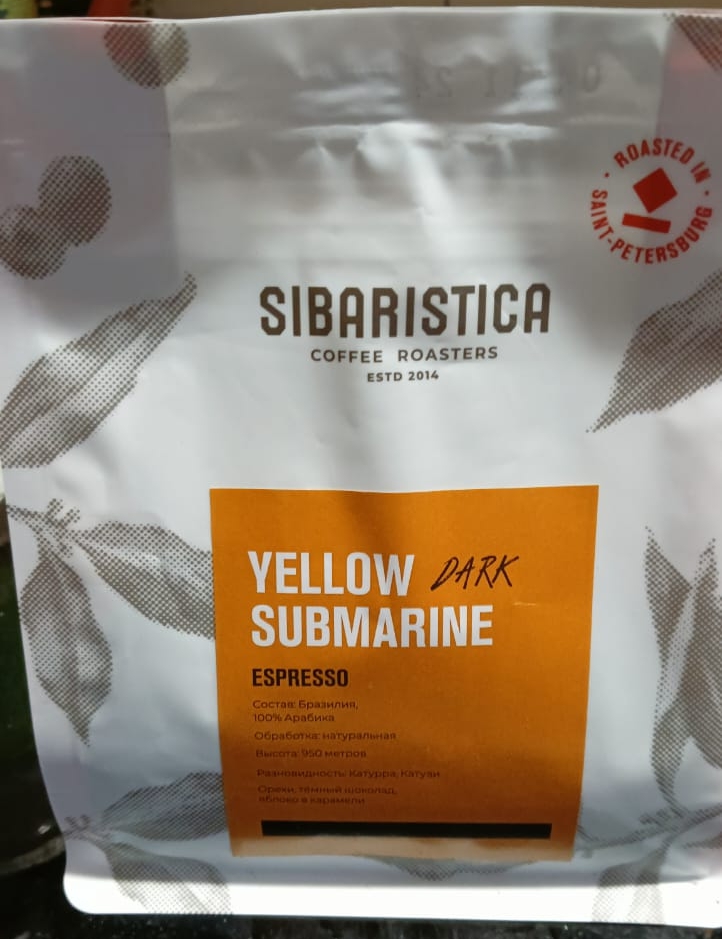 ROASTED IN
SAINT-PETERSBURG
SIBARISTICA
COFFEE ROASTERS
ESTD 2014
YELLOW DARK
SUBMARINE
ESPRESSO
Состав: Бразилия,
100% Арабика
Обработка: натуральная
Высота: 950 метров
Разновидность: Катурра, Катуаи
Орехи, тёмный шоколад,
яблоко в карамели